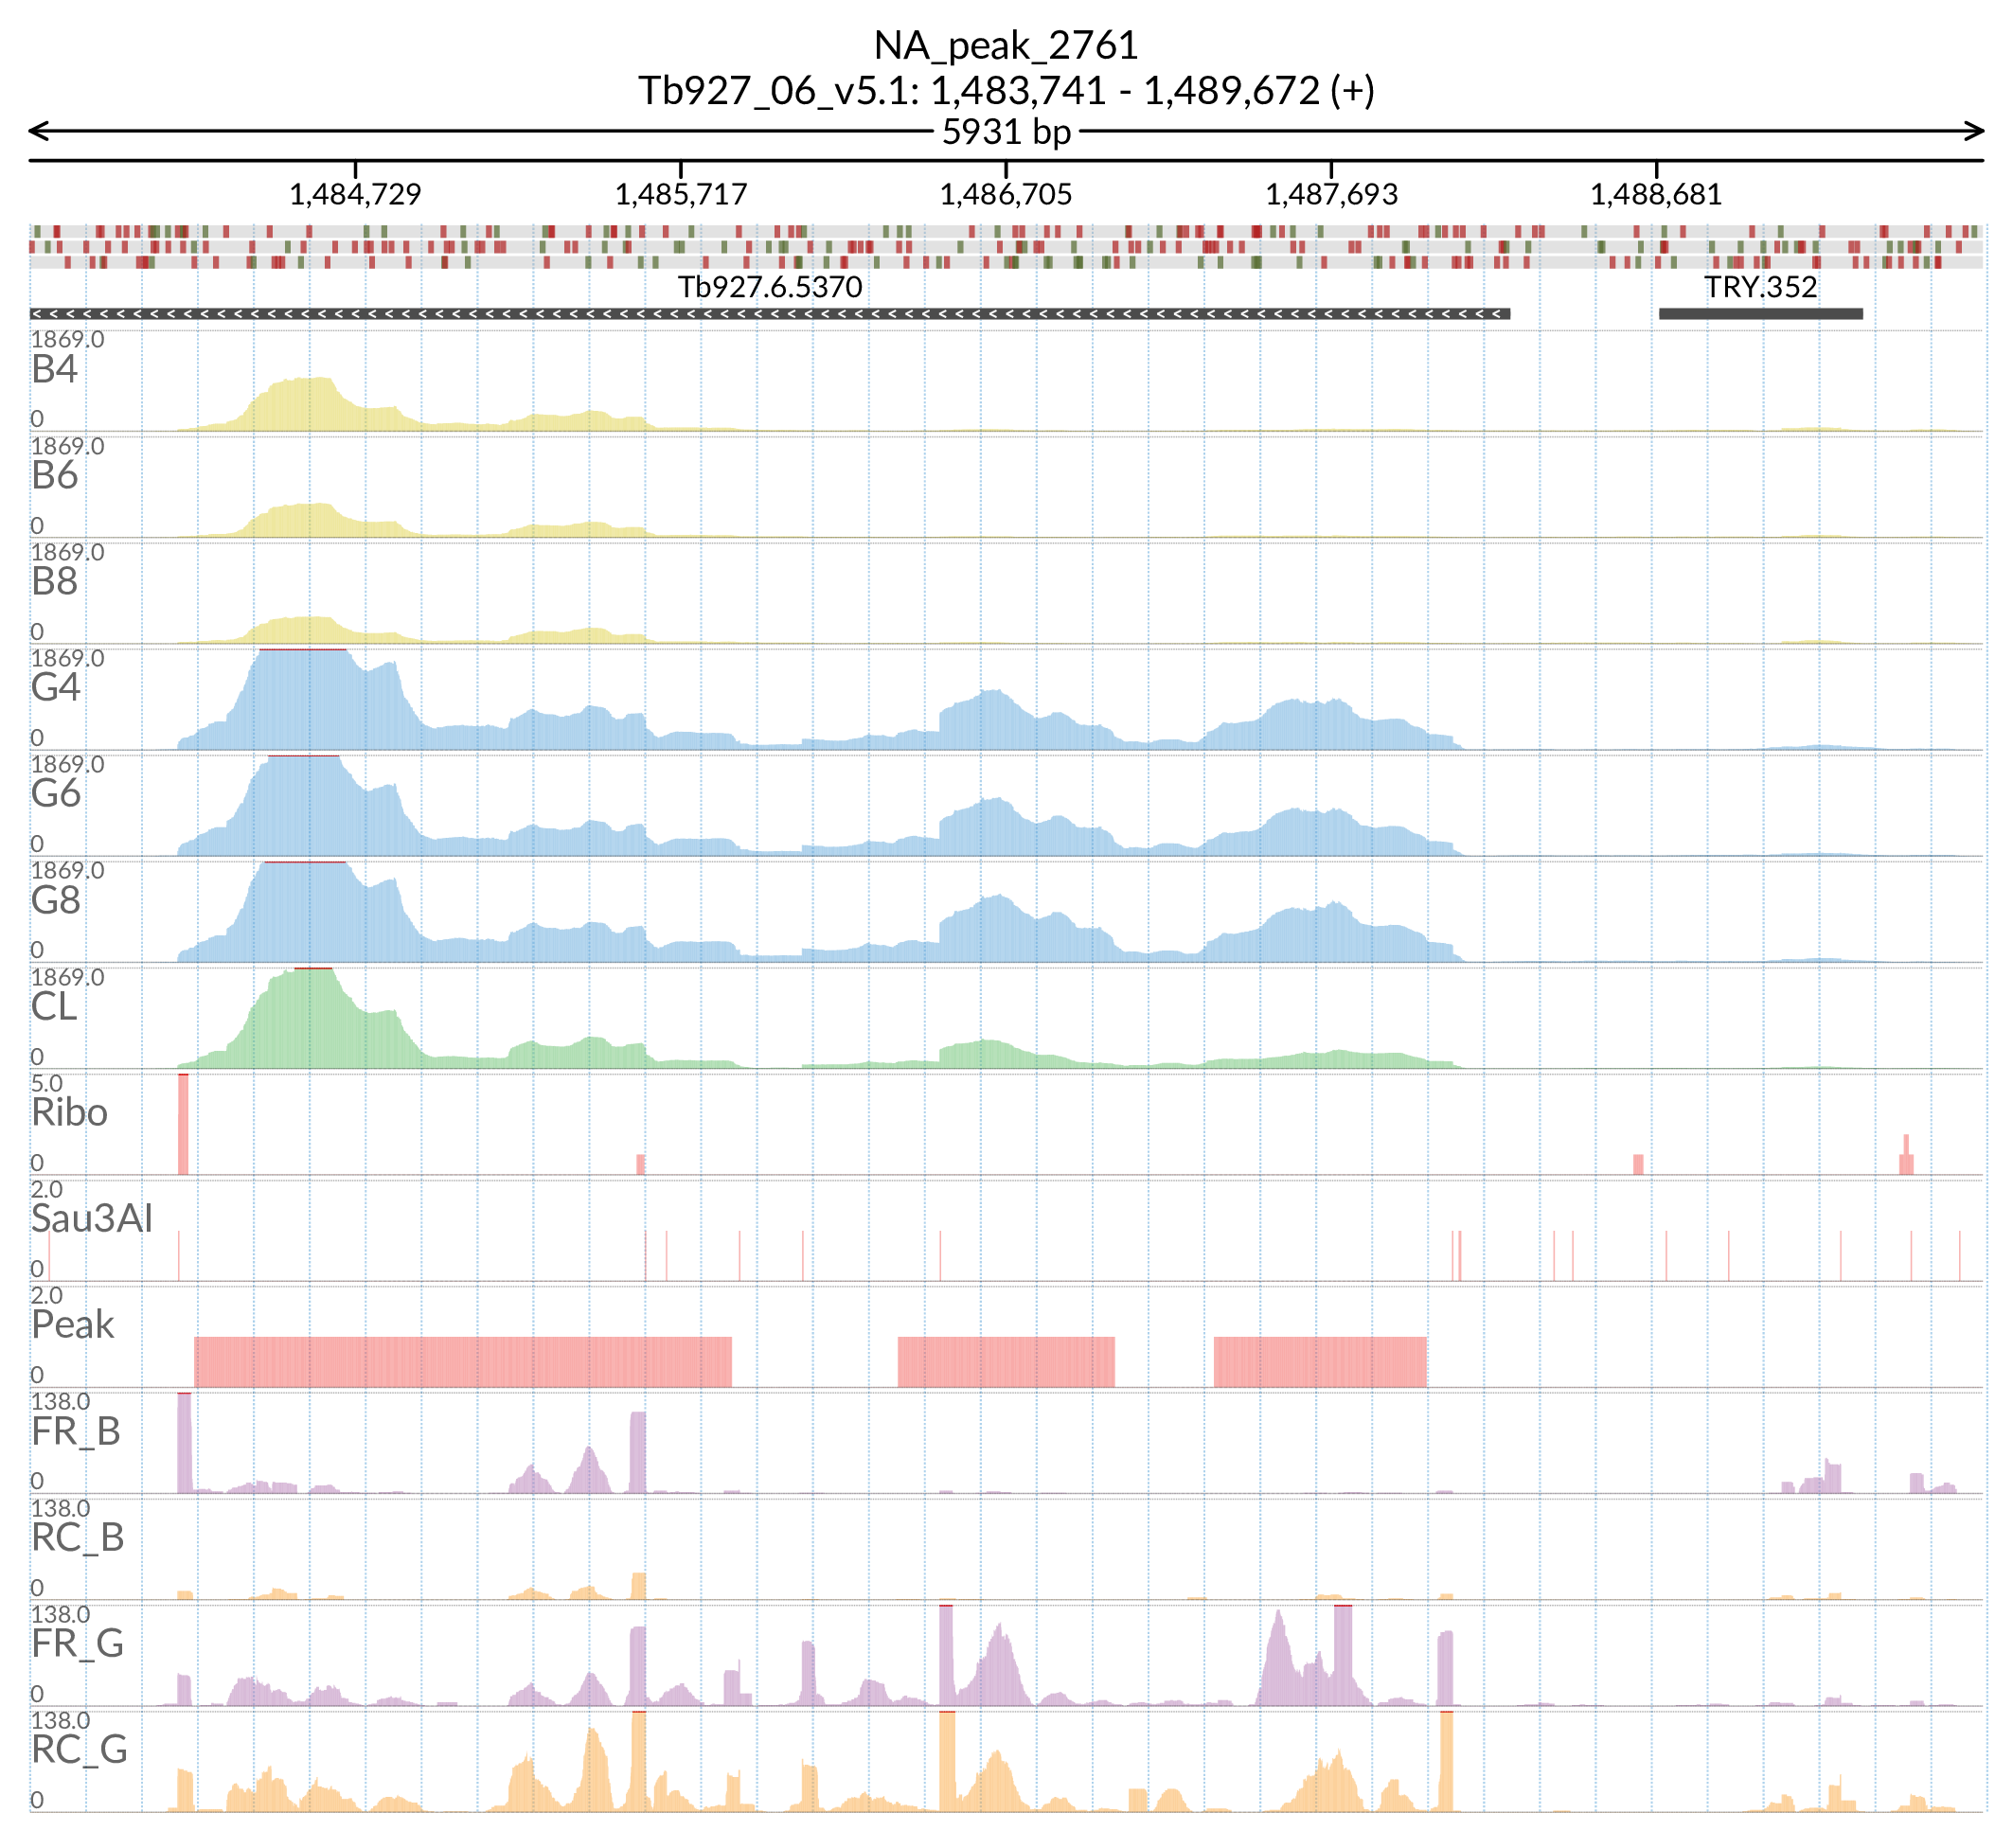 NA_peak_2761
Tb927_06_v5.1: 1,483,741 - 1,489,672 (+)
5931 bp
1,484,729 1,485,717 1,486,705 1,487,693 1,488,681
Tb927.6.5370 TRY.352
1869.0
B4
0
1869.0
B6
0
1869.0
B8
0
1869.0
G4
0
1869.0
G6
0
1869.0
G8
0
1869.0
CL
0
5.0
Ribo
0
2.0
Sau3AI
0
2.0
Peak
0
138.0
FR_B
0
138.0
RC_B
0
138.0
FR_G
0
138.0
RC_G
0